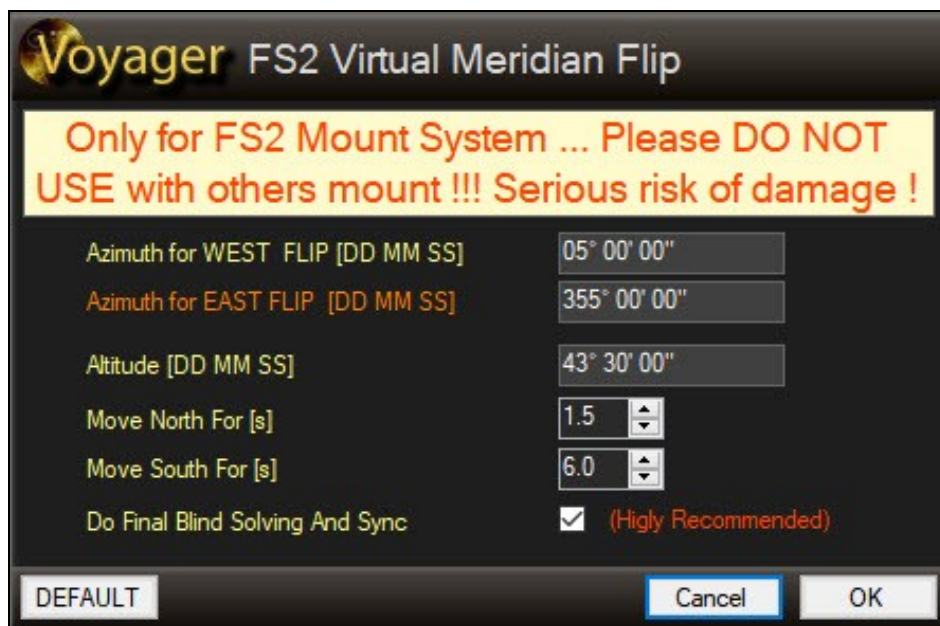 Voyager FS2 Virtual Meridian Flip
Only for FS2 Mount System ... Please DO NOT
USE with others mount !!! Serious risk of damage !
Azimuth for WEST FLIP [DD MM SS] 05° 00' 00"
Azimuth for EAST FLIP [DD MM SS] 355° 00' 00"
Altitude [DD MM SS] 43° 30' 00"
Move North For [s] 1.5
Move South For [s] 6.0
Do Final Blind Solving And Sync (Higly Recommended)
DEFAULT Cancel OK